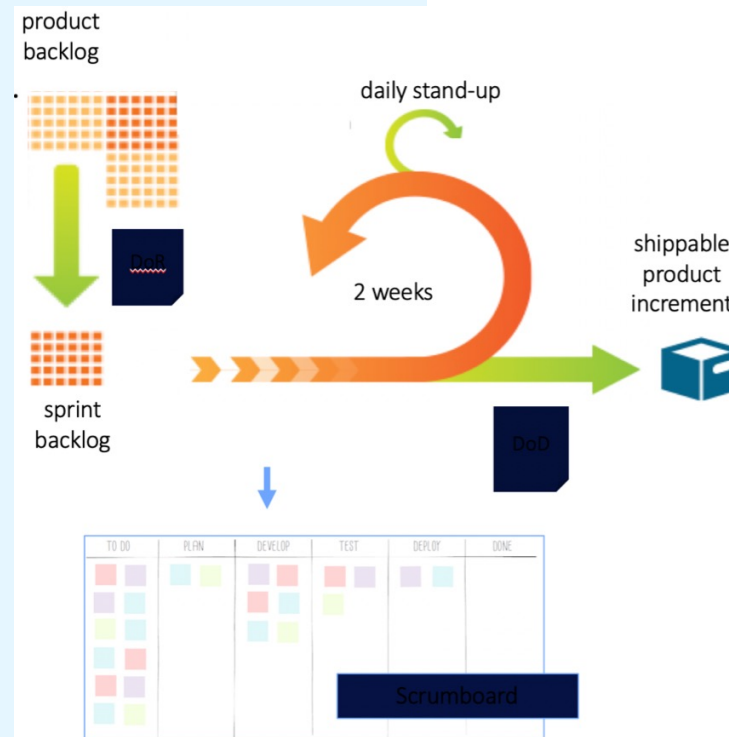 product
backlog
daily stand-up
DoR
2 weeks
shippable
product
increment
sprint
backlog
DoD
TO DO
PLAN
DEVELOP
TEST
DEPLOY
DONE
Scrumboard